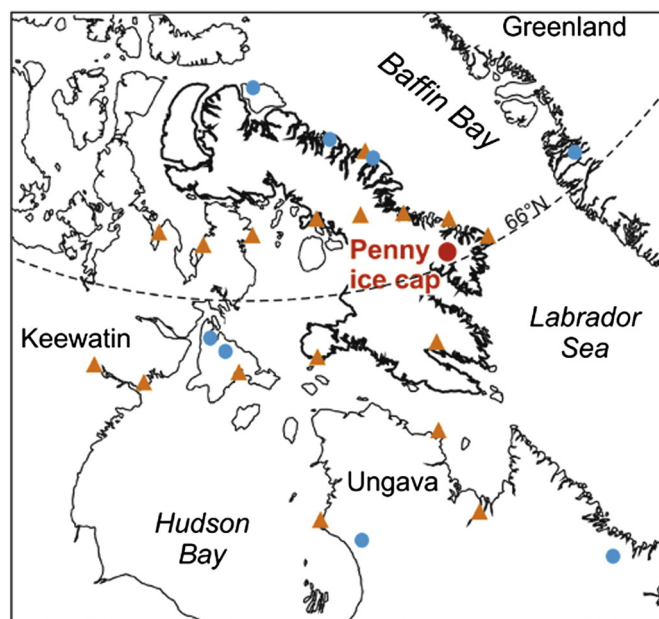 Greenland
Baffin Bay
66°N
Penny
ice cap
Labrador
Sea
Keewatin
Ungava
Hudson
Bay